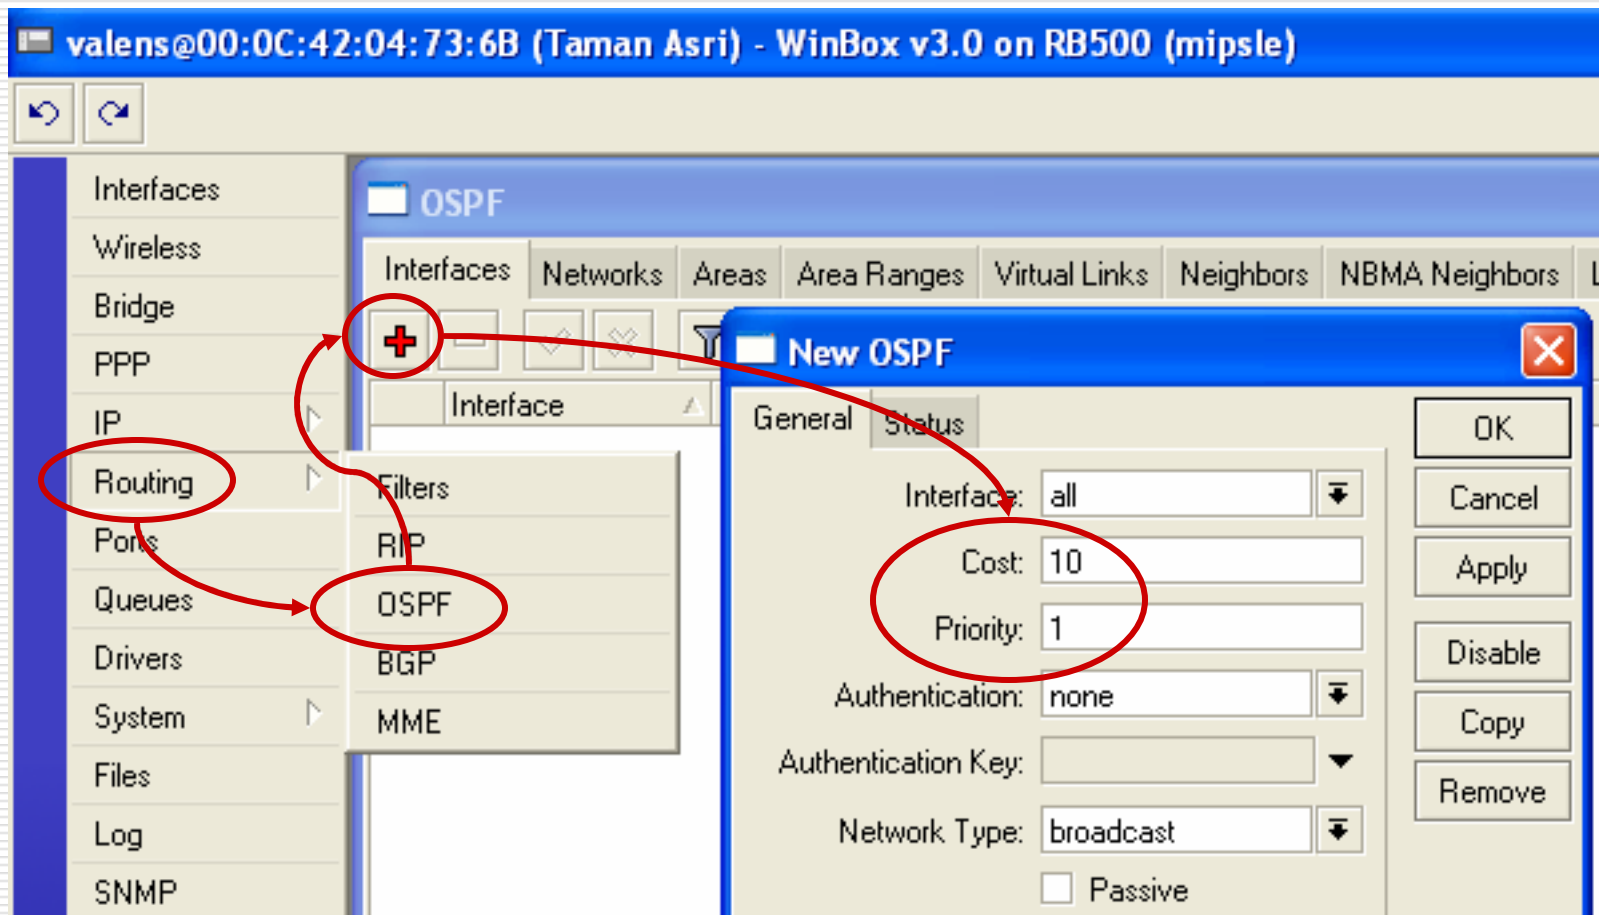 valens@00:0C:42:04:73:6B (Taman Asri) - WinBox v3.0 on RB500 (mipsle)
Interfaces
Wireless
Bridge
PPP
IP
Routing
Ports
Queues
Drivers
System
Files
Log
SNMP
Filters
RIP
OSPF
BGP
MME
OSPF
Interfaces Networks Areas Area Ranges Virtual Links Neighbors NBMA Neighbors
Interface
New OSPF
General Status
Interface: all
Cost: 10
Priority: 1
Authentication: none
Authentication Key:
Network Type: broadcast
Passive
OK
Cancel
Apply
Disable
Copy
Remove